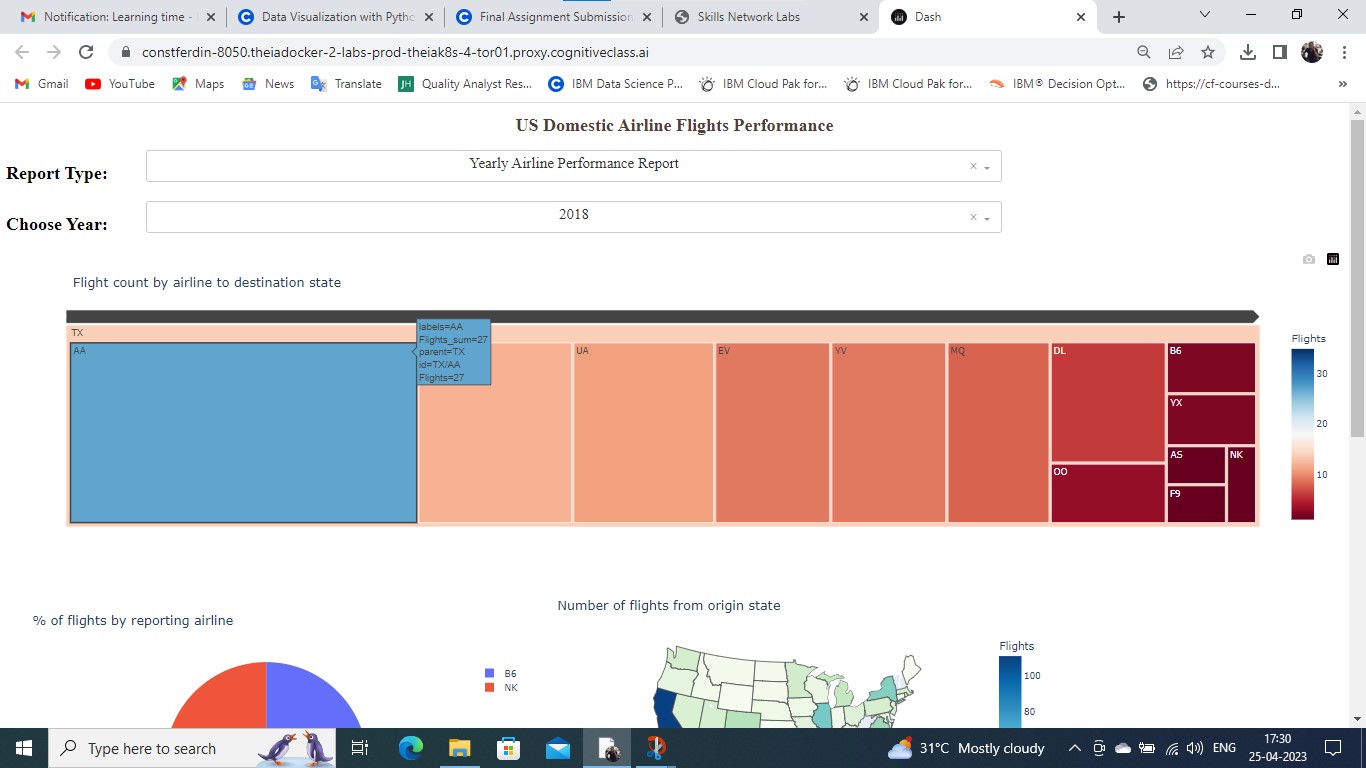 Notification: Learning time -
Data Visualization with Pytho
Final Assignment Submission
Skills Network Labs
Dash
constferdin-8050.theiadocker-2-labs-prod-theiak8s-4-tor01.proxy.cognitiveclass.ai
Gmail
YouTube
Maps
News
Translate
JH
Quality Analyst Res...
IBM Data Science P...
IBM Cloud Pak for...
IBM Cloud Pak for...
IBM® Decision Opt...
https://cf-courses-d...
»
US Domestic Airline Flights Performance
Report Type:
Yearly Airline Performance Report
Choose Year:
2018
Flight count by airline to destination state
TX
AA
labels=AA
Flights_sum=27
parent=TX
id=TX/AA
Flights=27
UA
EV
YV
MQ
DL
OO
B6
YX
AS
F9
NK
Flights
30
20
10
% of flights by reporting airline
B6
NK
Number of flights from origin state
Flights
100
80
Type here to search
31°C Mostly cloudy
ENG
17:30
25-04-2023